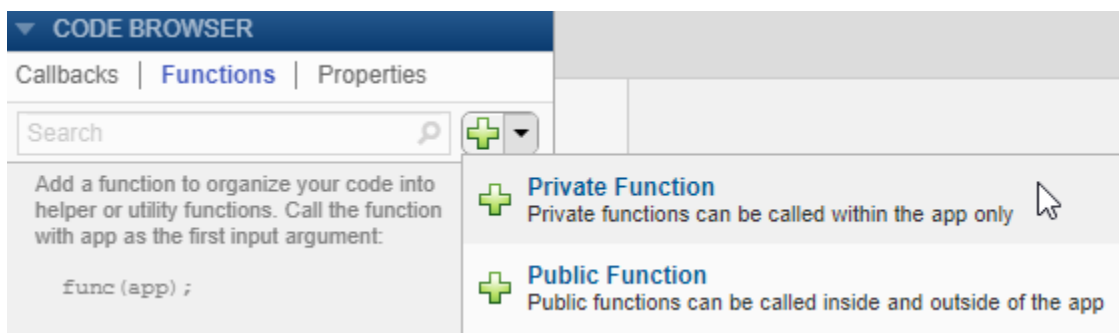 CODE BROWSER
Callbacks | Functions | Properties
Search
Add a function to organize your code into
helper or utility functions. Call the function
with app as the first input argument:
func(app);
Private Function
Private functions can be called within the app only
Public Function
Public functions can be called inside and outside of the app